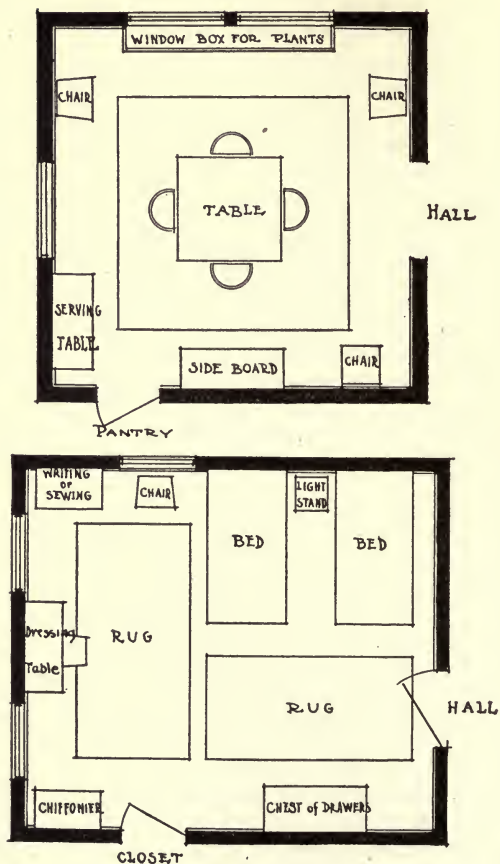 WINDOW BOX FOR PLANTS
CHAIR
CHAIR
TABLE
HALL
SERVING
TABLE
SIDE BOARD
CHAIR
PANTRY
WRITING
or
SEWING
CHAIR
LIGHT
STAND
BED
BED
Dressing
Table
RUG
RUG
HALL
CHIFFONIER
CHEST of DRAWERS
CLOSET